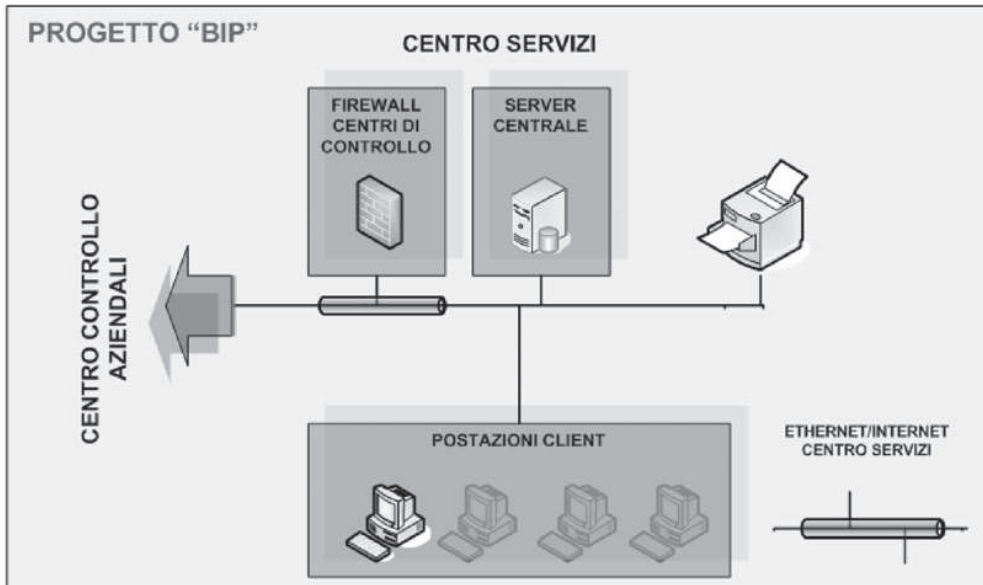 PROGETTO “BIP”
CENTRO SERVIZI
FIREWALL
CENTRI DI
CONTROLLO
SERVER
CENTRALE
CENTRO CONTROLLO
AZIENDALI
POSTAZIONI CLIENT
ETHERNET/INTERNET
CENTRO SERVIZI